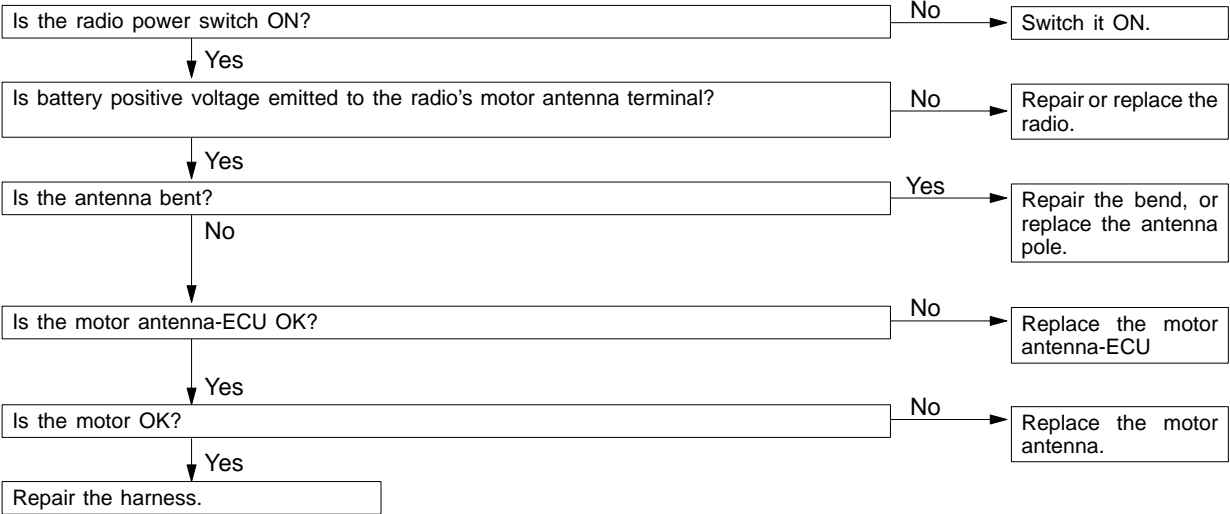 Is the radio power switch ON?
No
Switch it ON.
Yes
Is battery positive voltage emitted to the radio's motor antenna terminal?
No
Repair or replace the
radio.
Yes
Is the antenna bent?
Yes
Repair the bend, or
replace the antenna
pole.
No
Is the motor antenna-ECU OK?
No
Replace the motor
antenna-ECU
Yes
Is the motor OK?
No
Replace the motor
antenna.
Yes
Repair the harness.